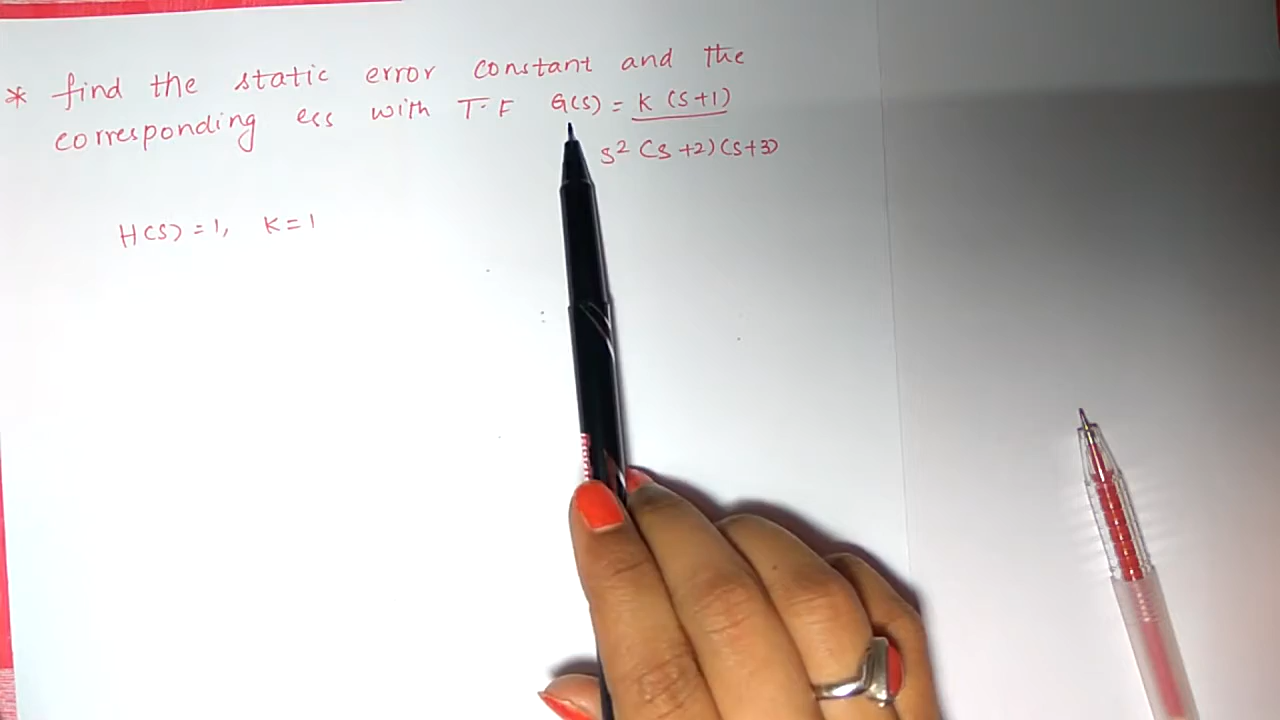 * find the static error constant and the
corresponding ess with T.F G(S) = K (S+1)
S² (S+2)(S+3)
H(S) = 1, K = 1